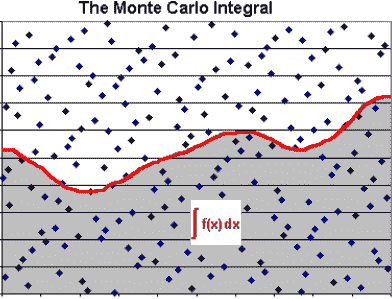 The Monte Carlo Integral
∫ f(x) dx